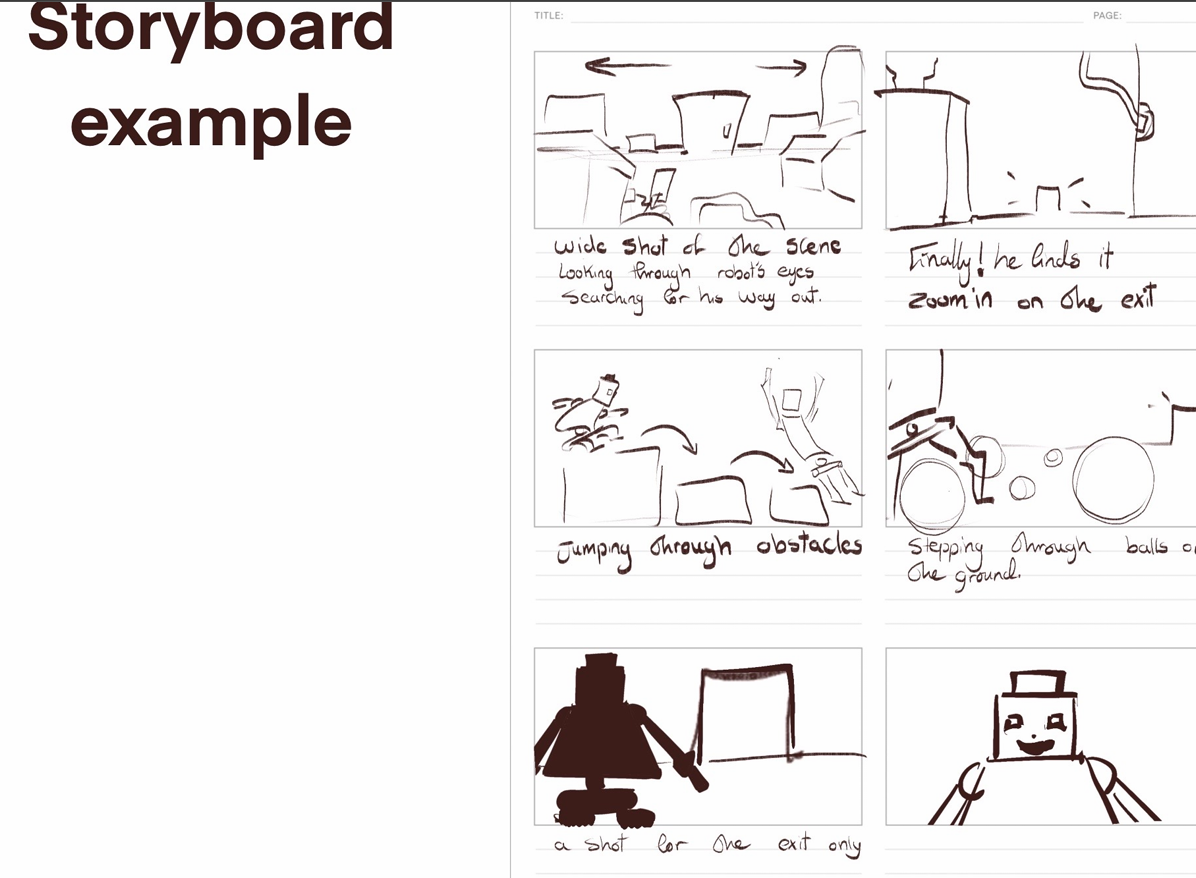 Storyboard
example
TITLE:
PAGE:
wide shot of the scene
Looking through robot's eyes
Searching for his way out.
Finally! he finds it
zoom in on the exit
Jumping through obstacles
Stepping through balls
the ground.
a shot for the exit only